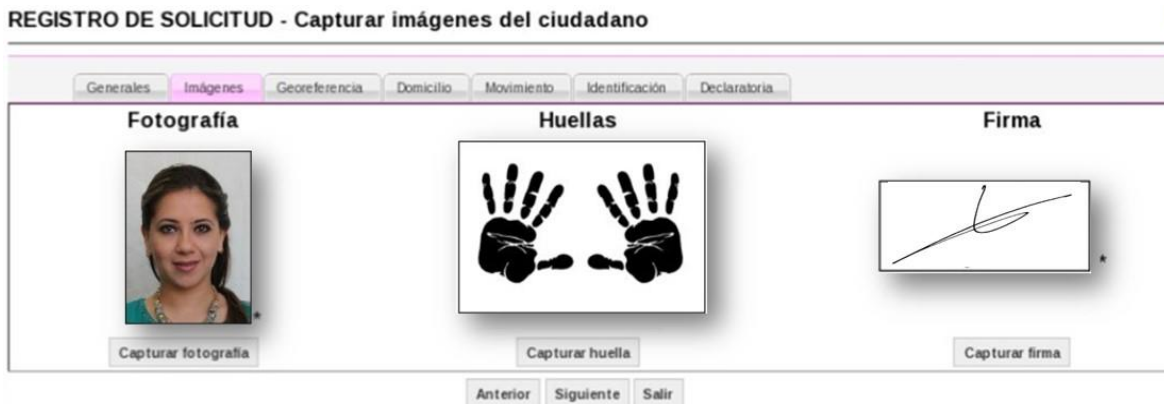 REGISTRO DE SOLICITUD - Capturar imágenes del ciudadano
Generales Imágenes Georeferencia Domicilio Movimiento Identificación Declaratoria
Fotografía Huellas Firma
* *
Capturar fotografía Capturar huella Capturar firma
Anterior Siguiente Salir